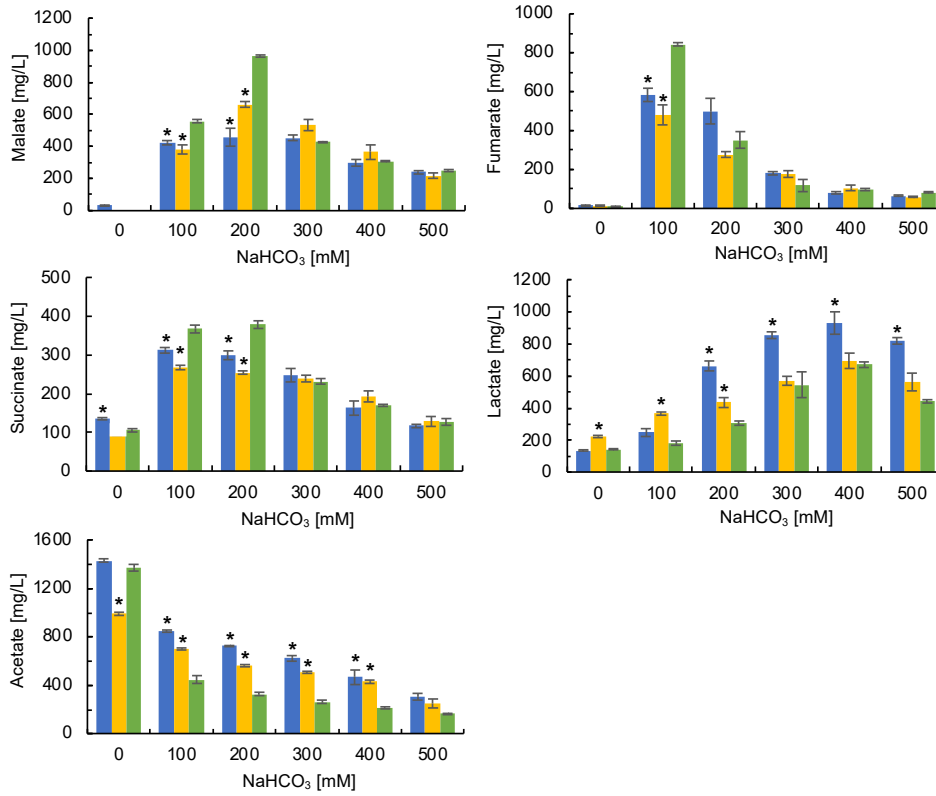 Malate [mg/L]
1200
1000
800
600
400
200
0
* * * *
0 100 200 300 400 500
NaHCO₃ [mM]
Fumarate [mg/L]
1000
800
600
400
200
0
* *
0 100 200 300 400 500
NaHCO₃ [mM]
Succinate [mg/L]
500
400
300
200
100
0
* * * * *
0 100 200 300 400 500
NaHCO₃ [mM]
Lactate [mg/L]
1200
1000
800
600
400
200
0
* * * * * * *
0 100 200 300 400 500
NaHCO₃ [mM]
Acetate [mg/L]
1600
1200
800
400
0
* * * * * * * * *
0 100 200 300 400 500
NaHCO₃ [mM]